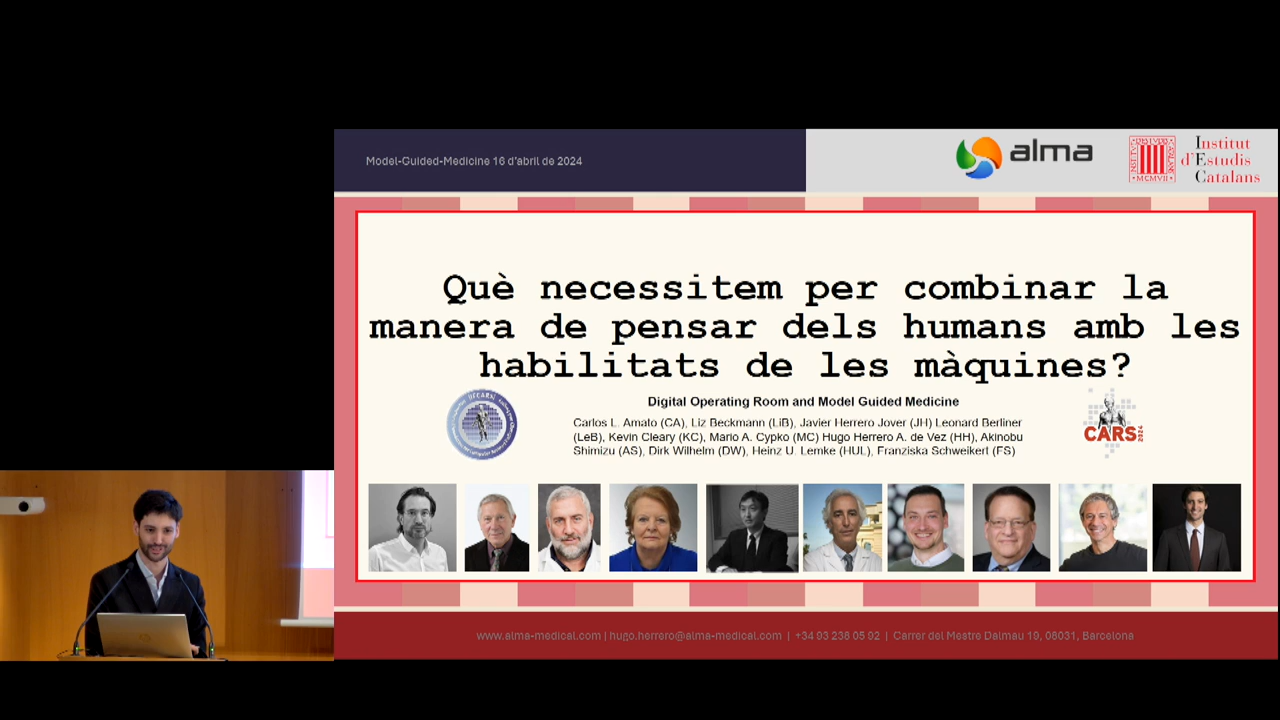 Model-Guided-Medicine 16 d'abril de 2024
alma
Institut
d'Estudis
Catalans
MCMVII
Què necessitem per combinar la
manera de pensar dels humans amb les
habilitats de les màquines?
Digital Operating Room and Model Guided Medicine
Carlos L. Amato (CA), Liz Beckmann (LiB), Javier Herrero Jover (JH) Leonard Berliner
(LeB), Kevin Cleary (KC), Mario A. Cypko (MC) Hugo Herrero A. de Vez (HH), Akinobu
Shimizu (AS), Dirk Wilhelm (DW), Heinz U. Lemke (HUL), Franziska Schweikert (FS)
CARS
2024
www.alma-medical.com | hugo.herrero@alma-medical.com | +34 93 238 05 92 | Carrer del Mestre Dalmau 19, 08031, Barcelona